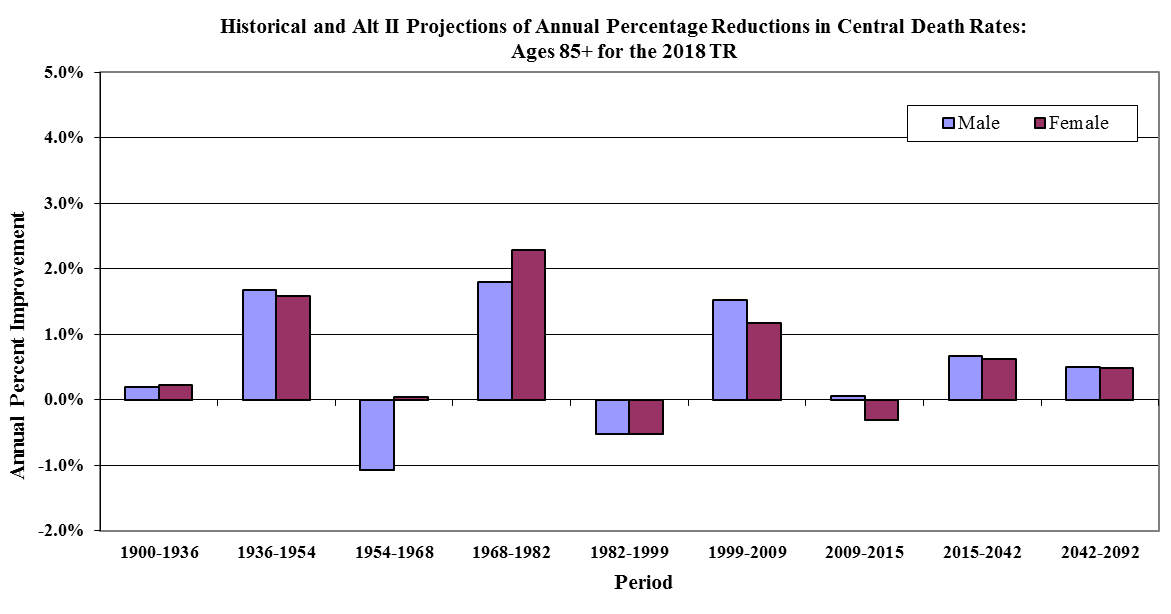 Historical and Alt II Projections of Annual Percentage Reductions in Central Death Rates:
Ages 85+ for the 2018 TR
5.0%
4.0%
3.0%
2.0%
1.0%
0.0%
-1.0%
-2.0%
Annual Percent Improvement
Male Female
1900-1936 1936-1954 1954-1968 1968-1982 1982-1999 1999-2009 2009-2015 2015-2042 2042-2092
Period